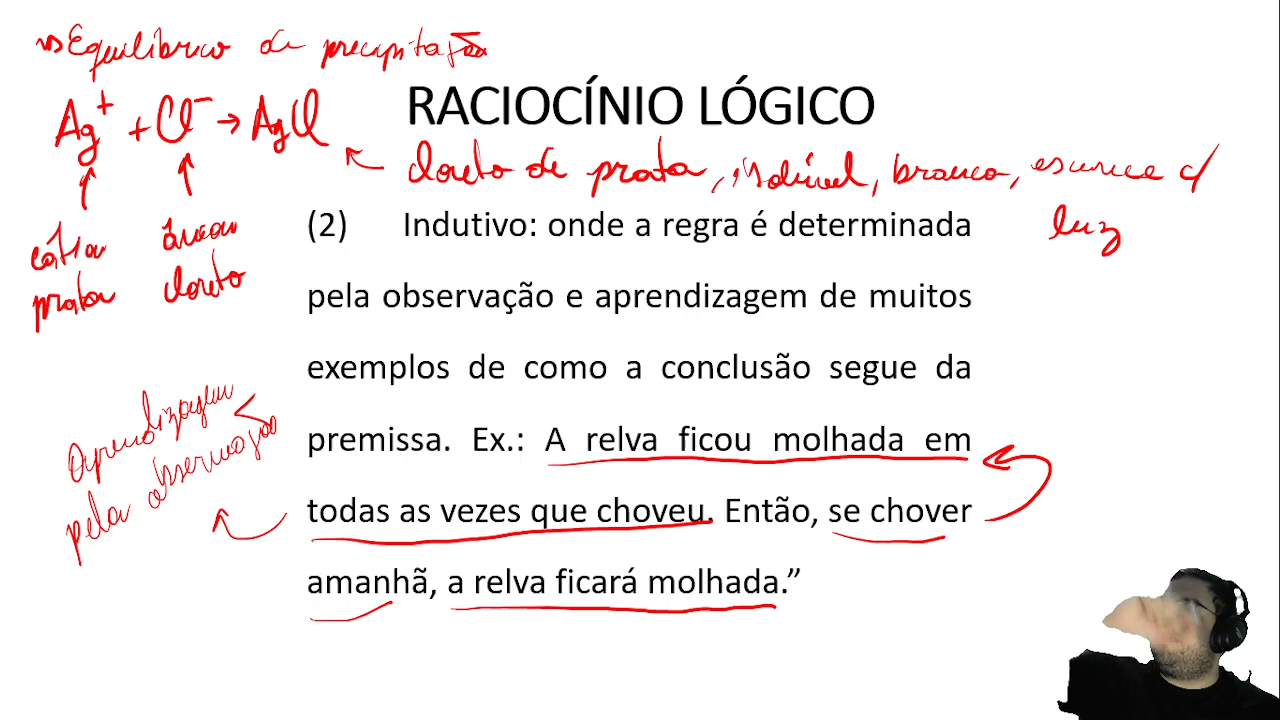 Equilíbrio de precipitação
RACIOCÍNIO LÓGICO
Ag⁺ + Cl⁻ → AgCl
cloreto de prata, insolúvel, branco, escurece c/
luz
cátion
prata
ânion
cloreto
(2) Indutivo: onde a regra é determinada
pela observação e aprendizagem de muitos
exemplos de como a conclusão segue da
premissa. Ex.: A relva ficou molhada em
todas as vezes que choveu. Então, se chover
amanhã, a relva ficará molhada.”
Aprendizagem
pela observação